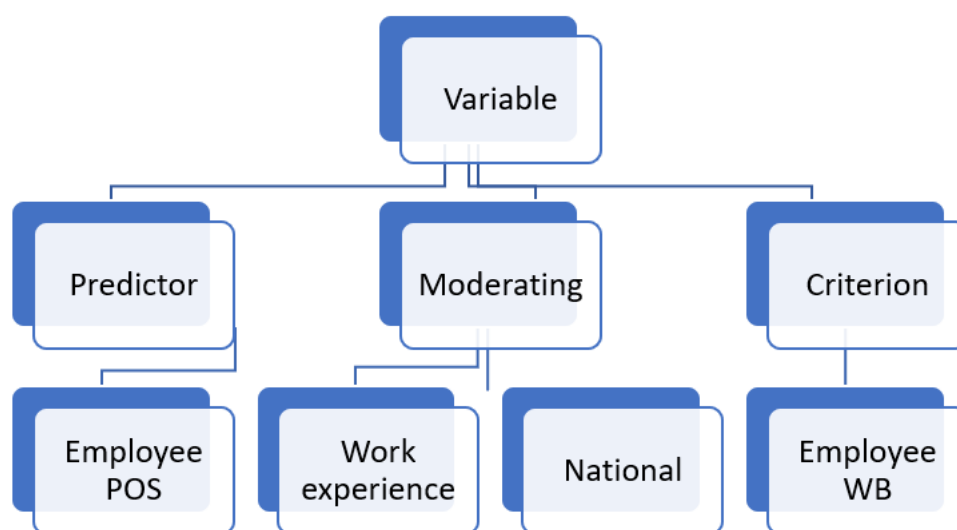 Variable
Predictor
Moderating
Criterion
Employee
POS
Work
experience
National
Employee
WB